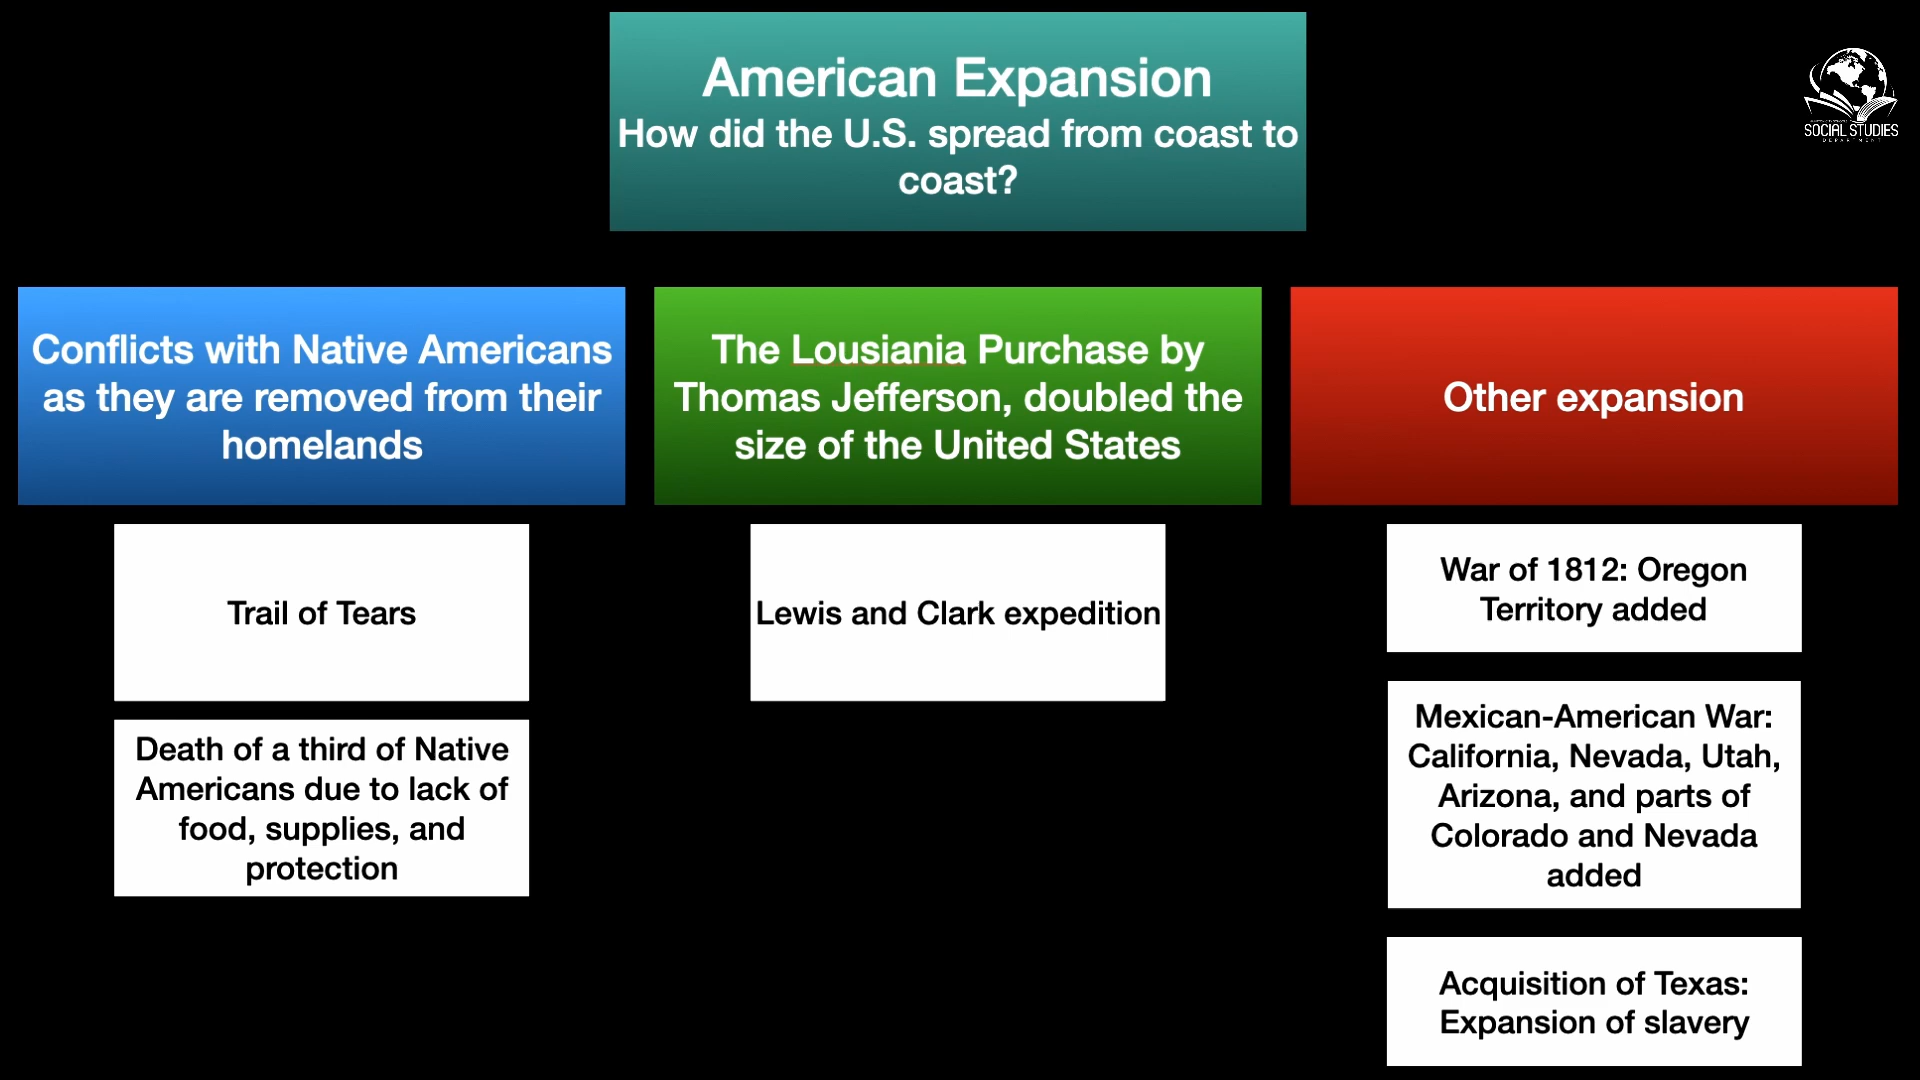 American Expansion
How did the U.S. spread from coast to
coast?
SOCIAL STUDIES
DEPARTMENT
Conflicts with Native Americans
as they are removed from their
homelands
The Lousiania Purchase by
Thomas Jefferson, doubled the
size of the United States
Other expansion
Trail of Tears
Death of a third of Native
Americans due to lack of
food, supplies, and
protection
Lewis and Clark expedition
War of 1812: Oregon
Territory added
Mexican-American War:
California, Nevada, Utah,
Arizona, and parts of
Colorado and Nevada
added
Acquisition of Texas:
Expansion of slavery